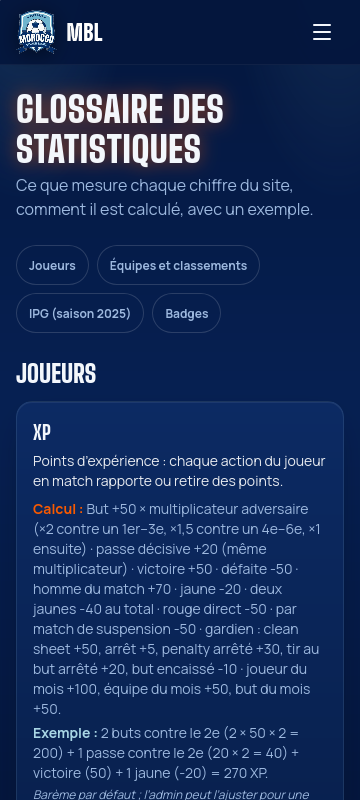 MOROCCO
MBL
GLOSSAIRE DES
STATISTIQUES
Ce que mesure chaque chiffre du site,
comment il est calculé, avec un exemple.
Joueurs
Équipes et classements
IPG (saison 2025)
Badges
JOUEURS
XP
Points d'expérience : chaque action du joueur
en match rapporte ou retire des points.
Calcul : But +50 × multiplicateur adversaire
(×2 contre un 1er–3e, ×1,5 contre un 4e–6e, ×1
ensuite) · passe décisive +20 (même
multiplicateur) · victoire +50 · défaite -50 ·
homme du match +70 · jaune -20 · deux
jaunes -40 au total · rouge direct -50 · par
match de suspension -50 · gardien : clean
sheet +50, arrêt +5, penalty arrêté +30, tir au
but arrêté +20, but encaissé -10 · joueur du
mois +100, équipe du mois +50, but du mois
+50.
Exemple : 2 buts contre le 2e (2 × 50 × 2 =
200) + 1 passe contre le 2e (20 × 2 = 40) +
victoire (50) + 1 jaune (-20) = 270 XP.
Barème par défaut ; l'admin peut l'ajuster pour une